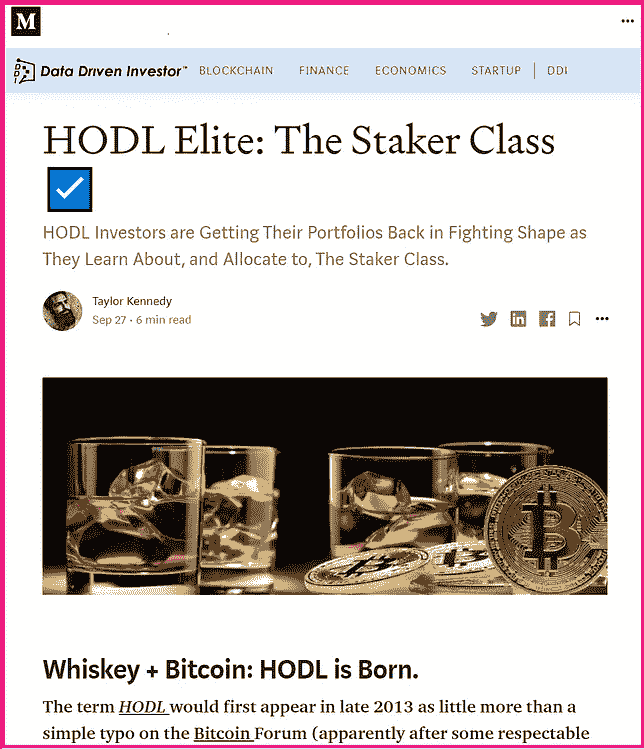 M
Data Driven Investor™ BLOCKCHAIN FINANCE ECONOMICS STARTUP DDI
HODL Elite: The Staker Class
HODL Investors are Getting Their Portfolios Back in Fighting Shape as
They Learn About, and Allocate to, The Staker Class.
Taylor Kennedy
Sep 27 · 6 min read
Whiskey + Bitcoin: HODL is Born.
The term HODL would first appear in late 2013 as little more than a
simple typo on the Bitcoin Forum (apparently after some respectable